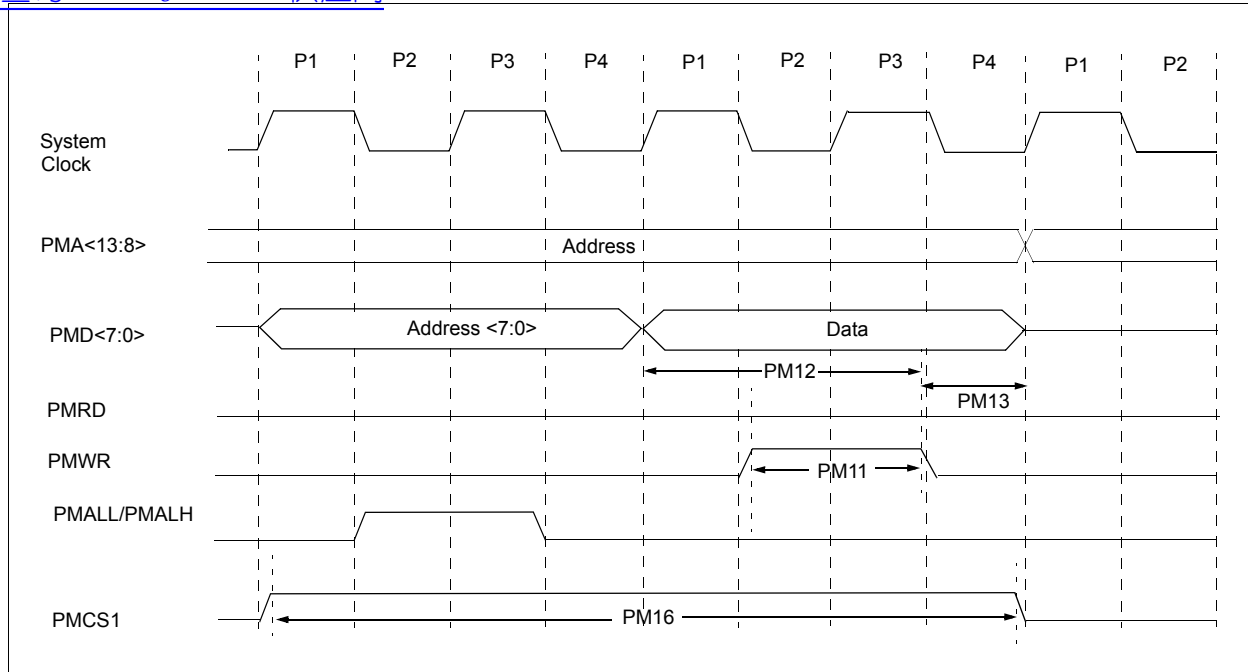 P1 P2 P3 P4 P1 P2 P3 P4 P1 P2
System
Clock
PMA<13:8>
Address
PMD<7:0>
Address <7:0>
Data
PM12
PM13
PMRD
PMWR
PM11
PMALL/PMALH
PMCS1
PM16